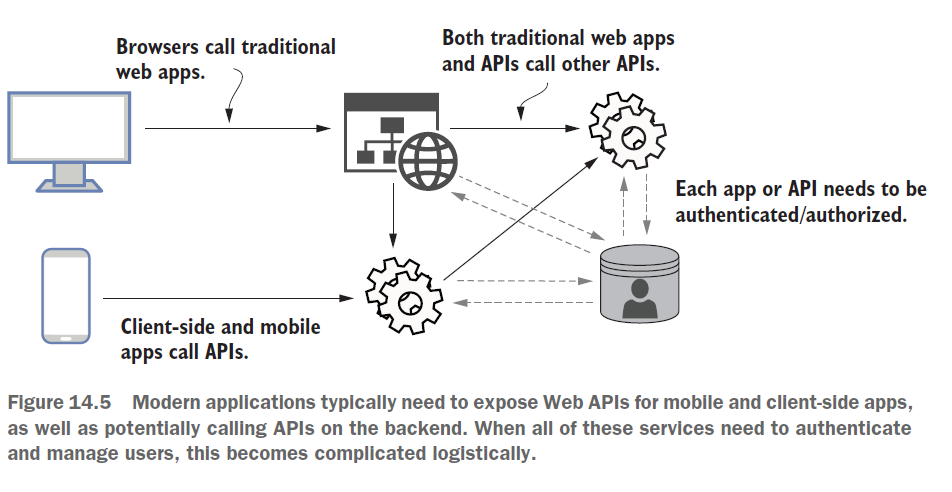 Browsers call traditional
web apps.
Both traditional web apps
and APIs call other APIs.
Each app or API needs to be
authenticated/authorized.
Client-side and mobile
apps call APIs.
Figure 14.5 Modern applications typically need to expose Web APIs for mobile and client-side apps,
as well as potentially calling APIs on the backend. When all of these services need to authenticate
and manage users, this becomes complicated logistically.